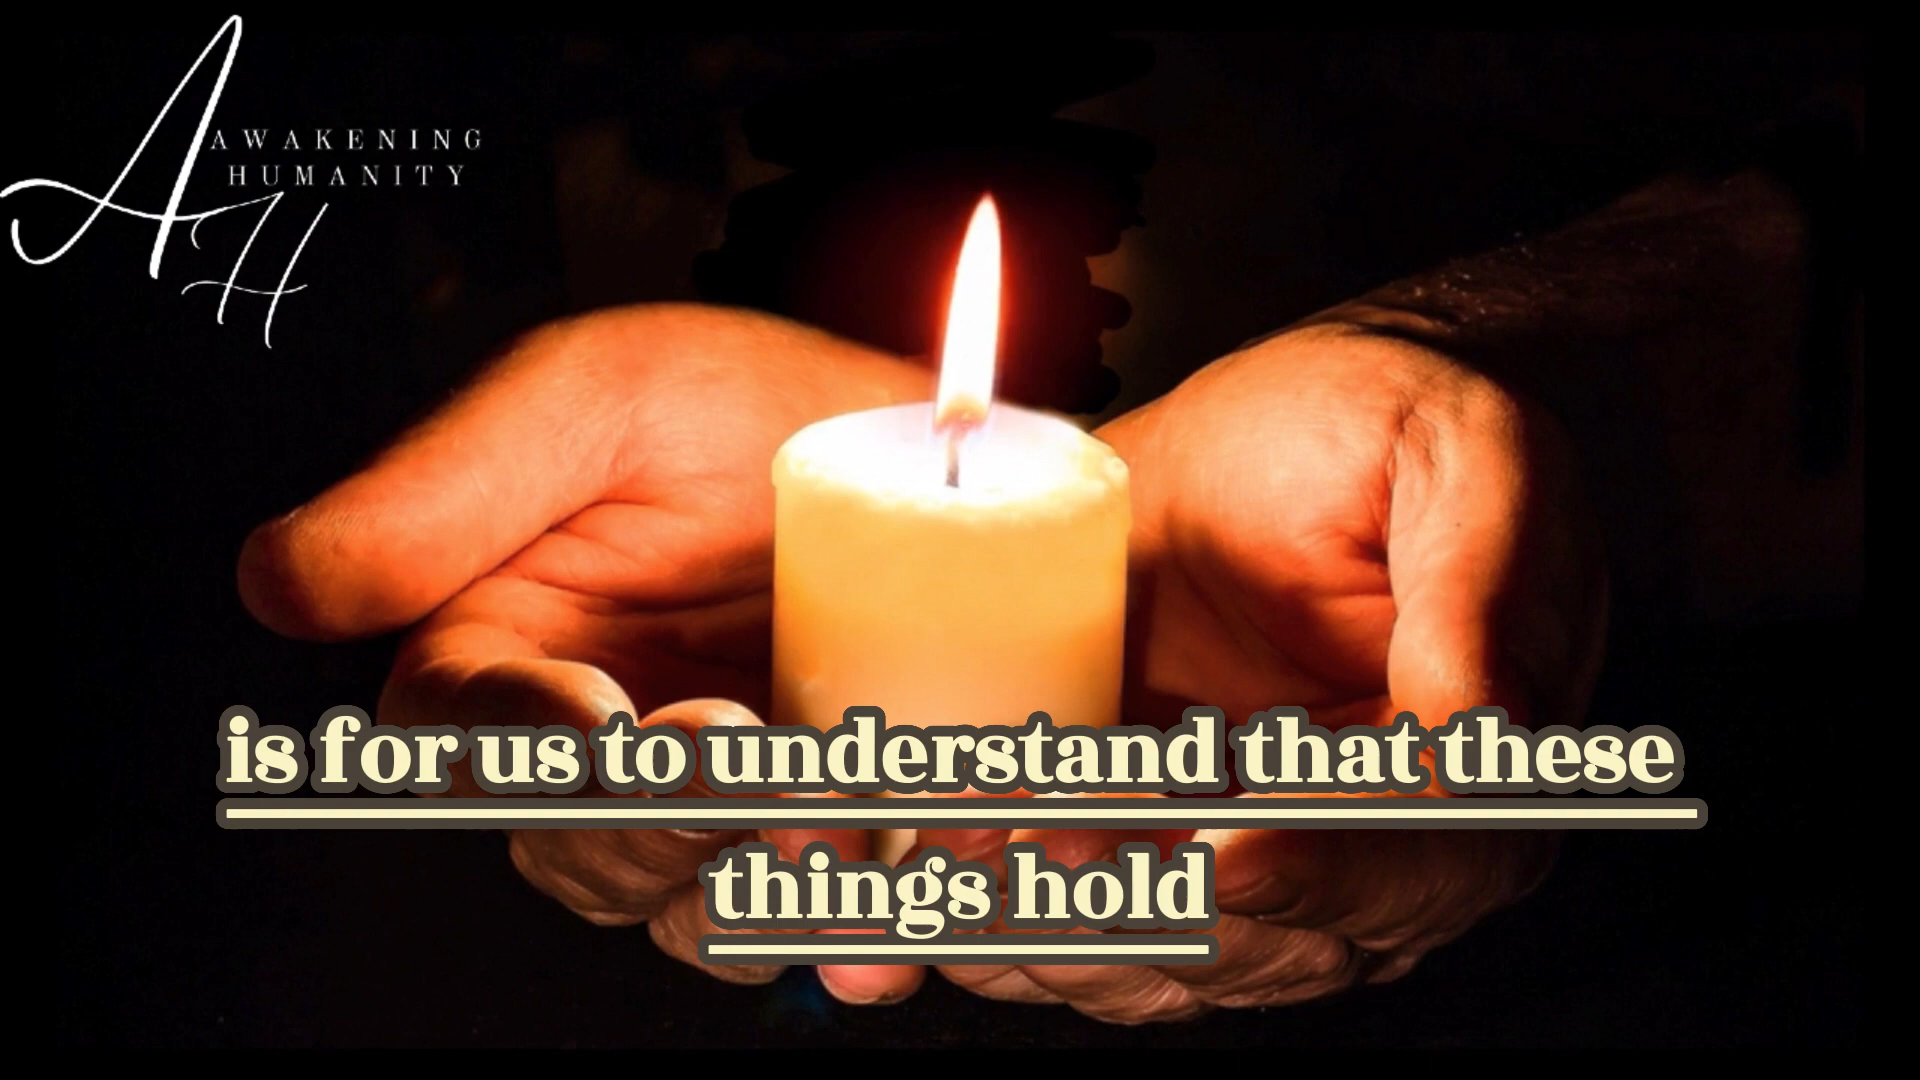 AWAKENING
HUMANITY
AH
is for us to understand that these
things hold